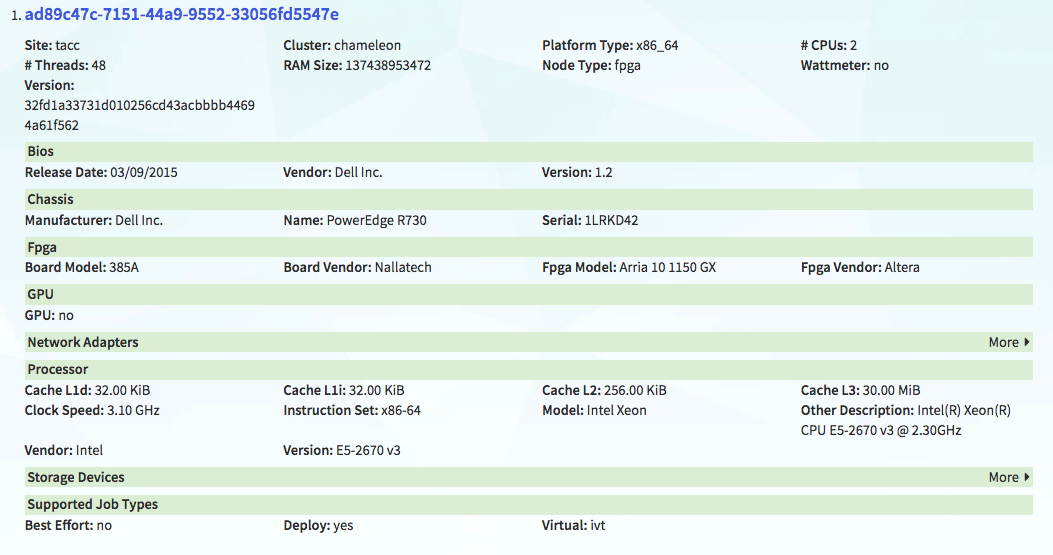 1. ad89c47c-7151-44a9-9552-33056fd5547e
Site: tacc Cluster: chameleon Platform Type: x86_64 # CPUs: 2
# Threads: 48 RAM Size: 137438953472 Node Type: fpga Wattmeter: no
Version:
32fd1a33731d010256cd43acbbbb4469
4a61f562
Bios
Release Date: 03/09/2015 Vendor: Dell Inc. Version: 1.2
Chassis
Manufacturer: Dell Inc. Name: PowerEdge R730 Serial: 1LRKD42
Fpga
Board Model: 385A Board Vendor: Nallatech Fpga Model: Arria 10 1150 GX Fpga Vendor: Altera
GPU
GPU: no
Network Adapters More
Processor
Cache L1d: 32.00 KiB Cache L1i: 32.00 KiB Cache L2: 256.00 KiB Cache L3: 30.00 MiB
Clock Speed: 3.10 GHz Instruction Set: x86-64 Model: Intel Xeon Other Description: Intel(R) Xeon(R)
CPU E5-2670 v3 @ 2.30GHz
Vendor: Intel Version: E5-2670 v3
Storage Devices More
Supported Job Types
Best Effort: no Deploy: yes Virtual: ivt